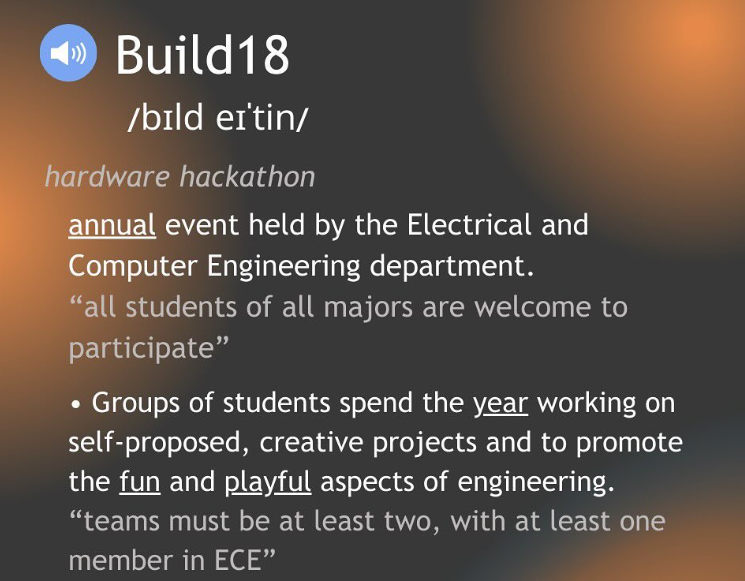 Build18
/bɪld eɪˈtin/
hardware hackathon
annual event held by the Electrical and
Computer Engineering department.
“all students of all majors are welcome to
participate”
• Groups of students spend the year working on
self-proposed, creative projects and to promote
the fun and playful aspects of engineering.
“teams must be at least two, with at least one
member in ECE”